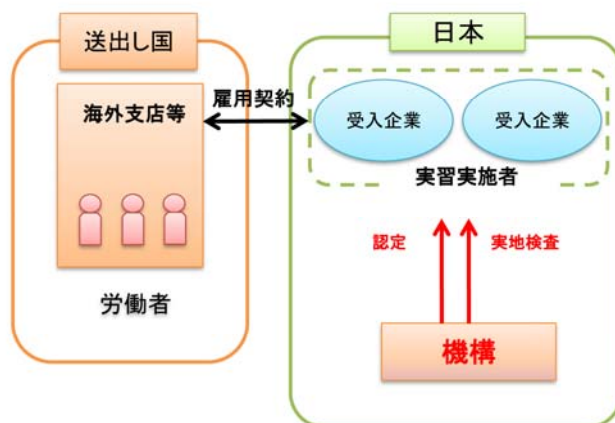 送出し国
海外支店等
労働者
雇用契約
日本
受入企業
受入企業
実習実施者
認定
実地検査
機構